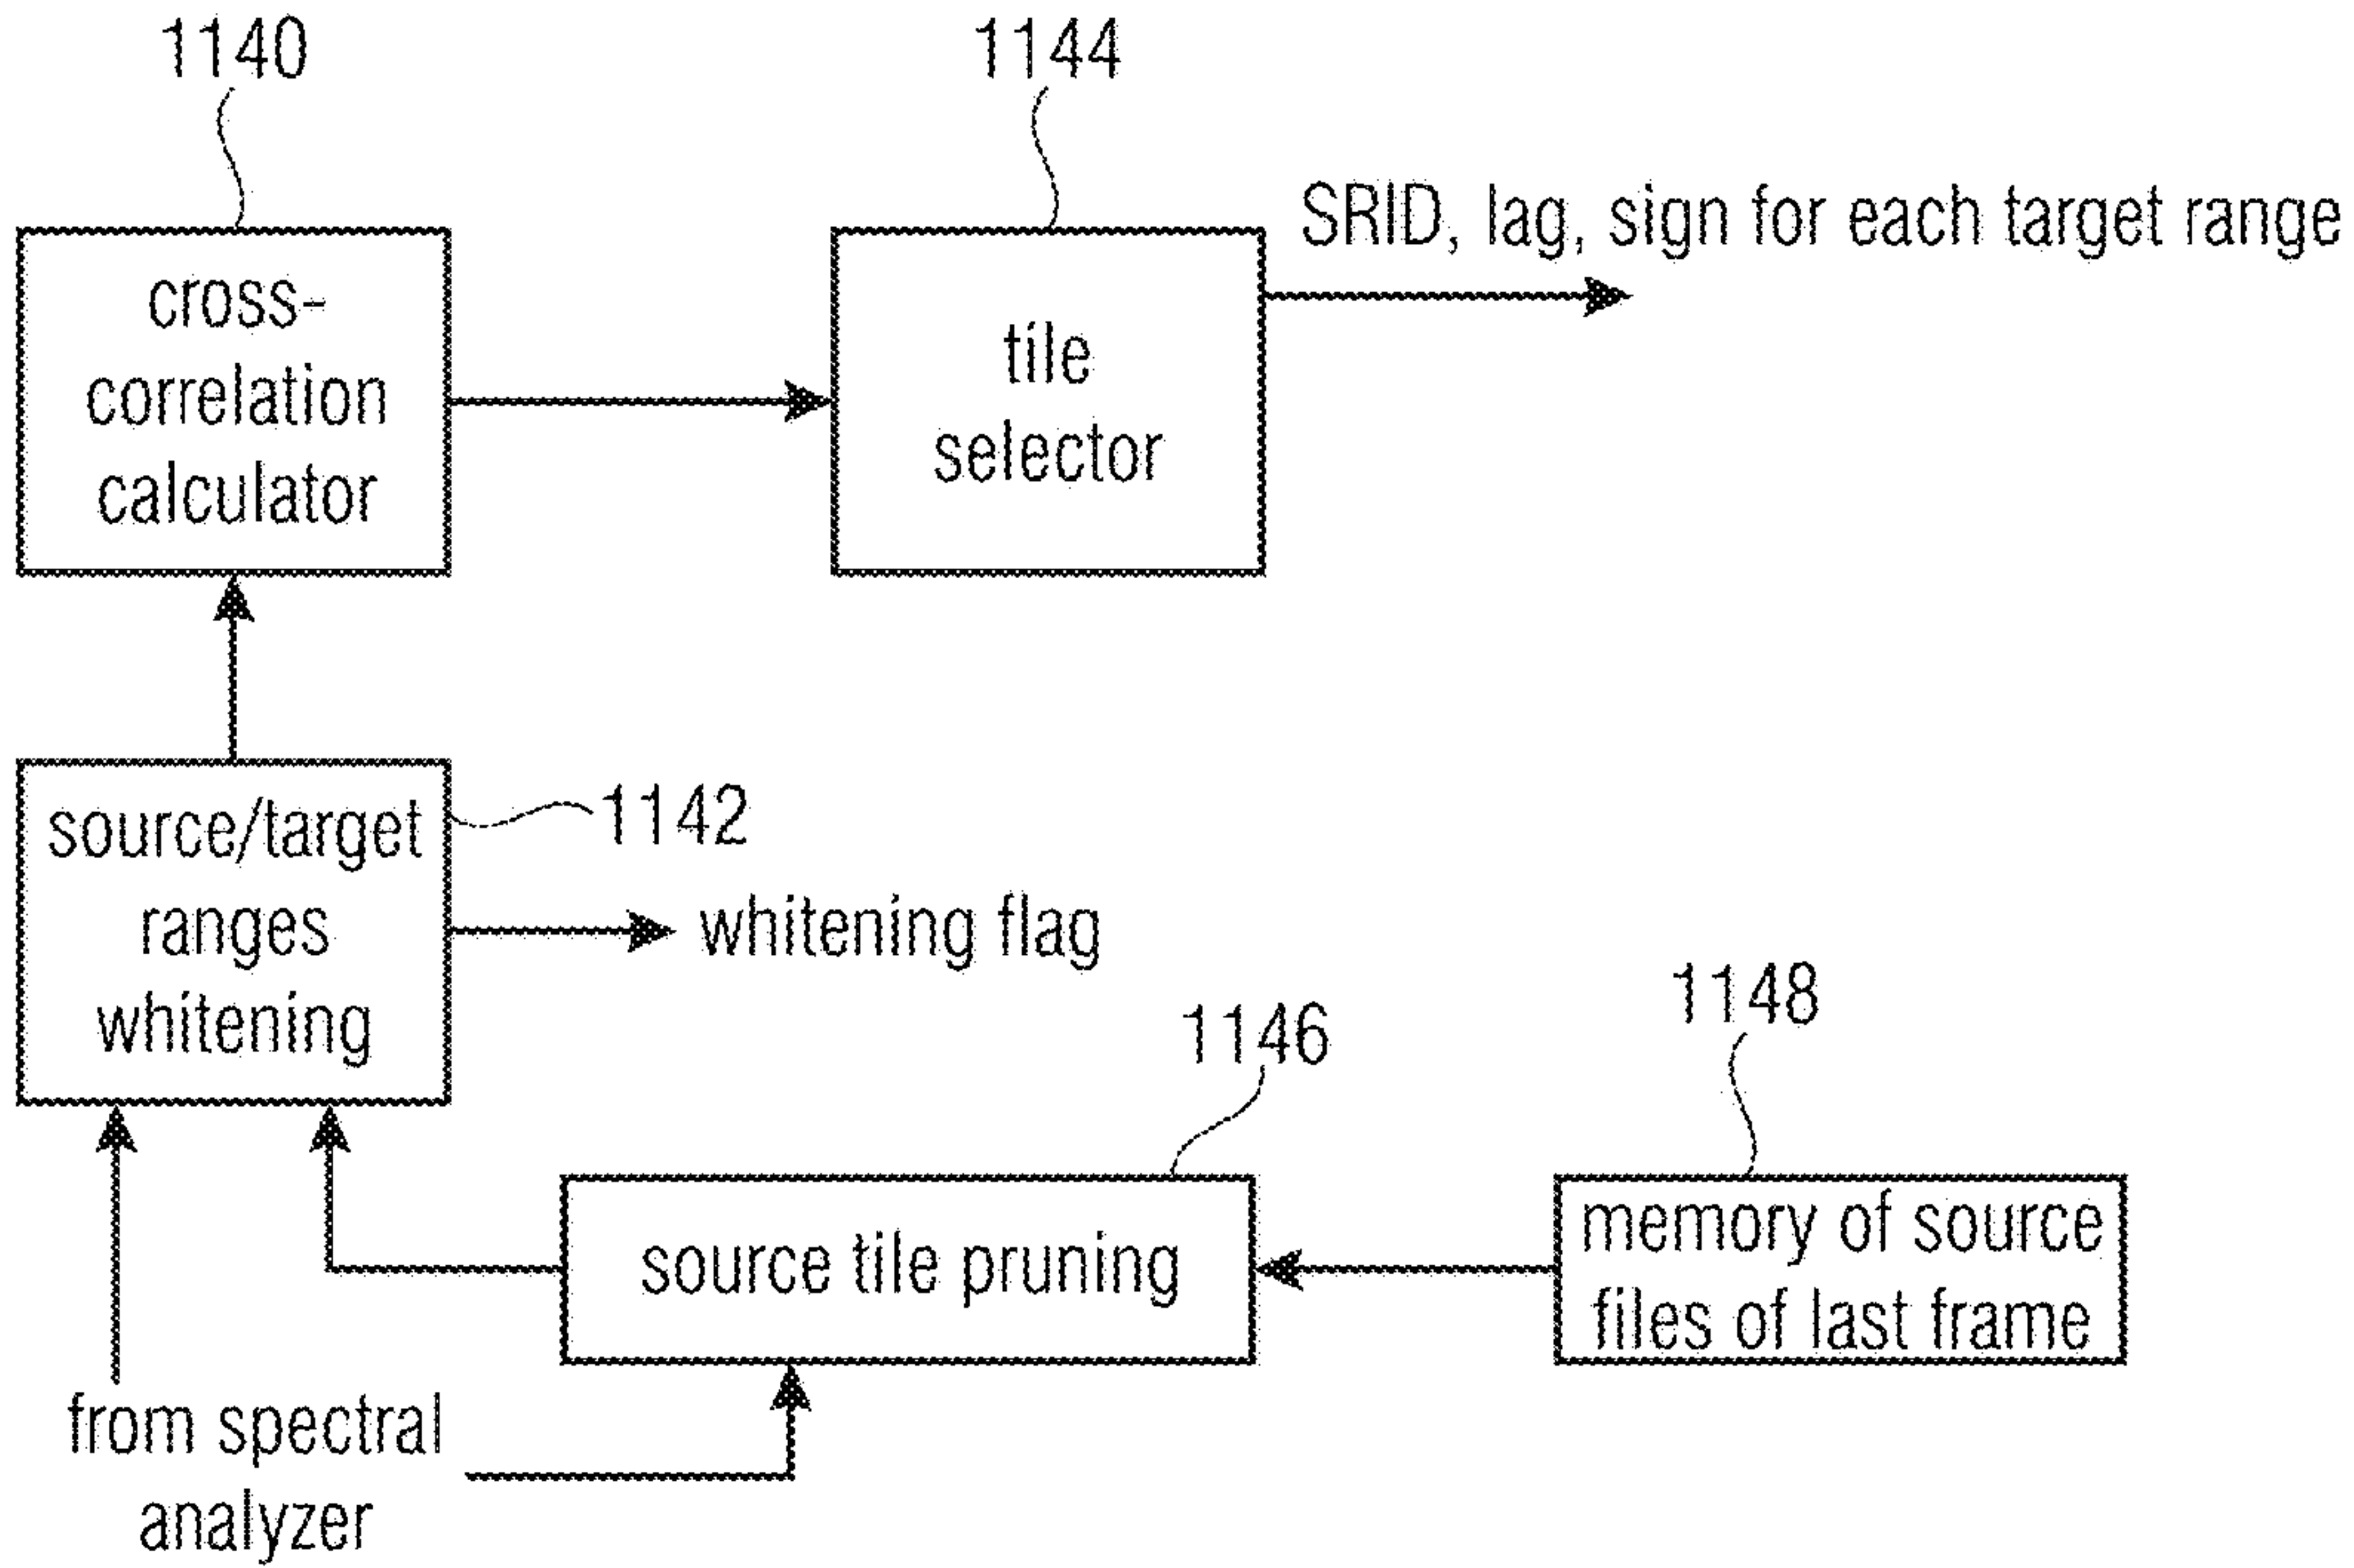 1140
1144
SRID, lag, sign for each target range
cross-
correlation
calculator
tile
selector
source/target
ranges
whitening
1142
whitening flag
1146
1148
source tile pruning
memory of source
files of last frame
from spectral
analyzer